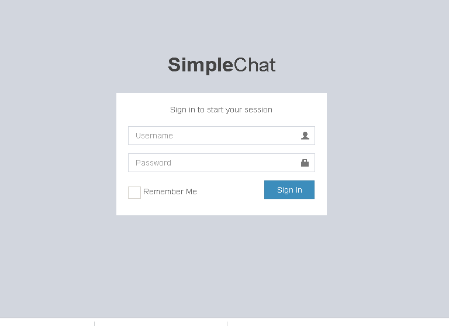 SimpleChat
Sign in to start your session
Username
Password
Remember Me
Sign In